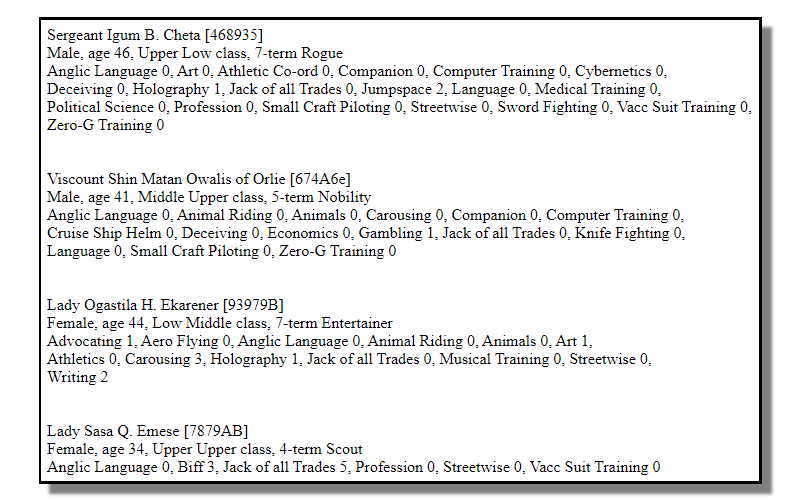 Sergeant Igum B. Cheta [468935]
Male, age 46, Upper Low class, 7-term Rogue
Anglic Language 0, Art 0, Athletic Co-ord 0, Companion 0, Computer Training 0, Cybernetics 0,
Deceiving 0, Holography 1, Jack of all Trades 0, Jumpspace 2, Language 0, Medical Training 0,
Political Science 0, Profession 0, Small Craft Piloting 0, Streetwise 0, Sword Fighting 0, Vacc Suit Training 0,
Zero-G Training 0
Viscount Shin Matan Owalis of Orlie [674A6e]
Male, age 41, Middle Upper class, 5-term Nobility
Anglic Language 0, Animal Riding 0, Animals 0, Carousing 0, Companion 0, Computer Training 0,
Cruise Ship Helm 0, Deceiving 0, Economics 0, Gambling 1, Jack of all Trades 0, Knife Fighting 0,
Language 0, Small Craft Piloting 0, Zero-G Training 0
Lady Ogastila H. Ekarener [93979B]
Female, age 44, Low Middle class, 7-term Entertainer
Advocating 1, Aero Flying 0, Anglic Language 0, Animal Riding 0, Animals 0, Art 1,
Athletics 0, Carousing 3, Holography 1, Jack of all Trades 0, Musical Training 0, Streetwise 0,
Writing 2
Lady Sasa Q. Emese [7879AB]
Female, age 34, Upper Upper class, 4-term Scout
Anglic Language 0, Biff 3, Jack of all Trades 5, Profession 0, Streetwise 0, Vacc Suit Training 0